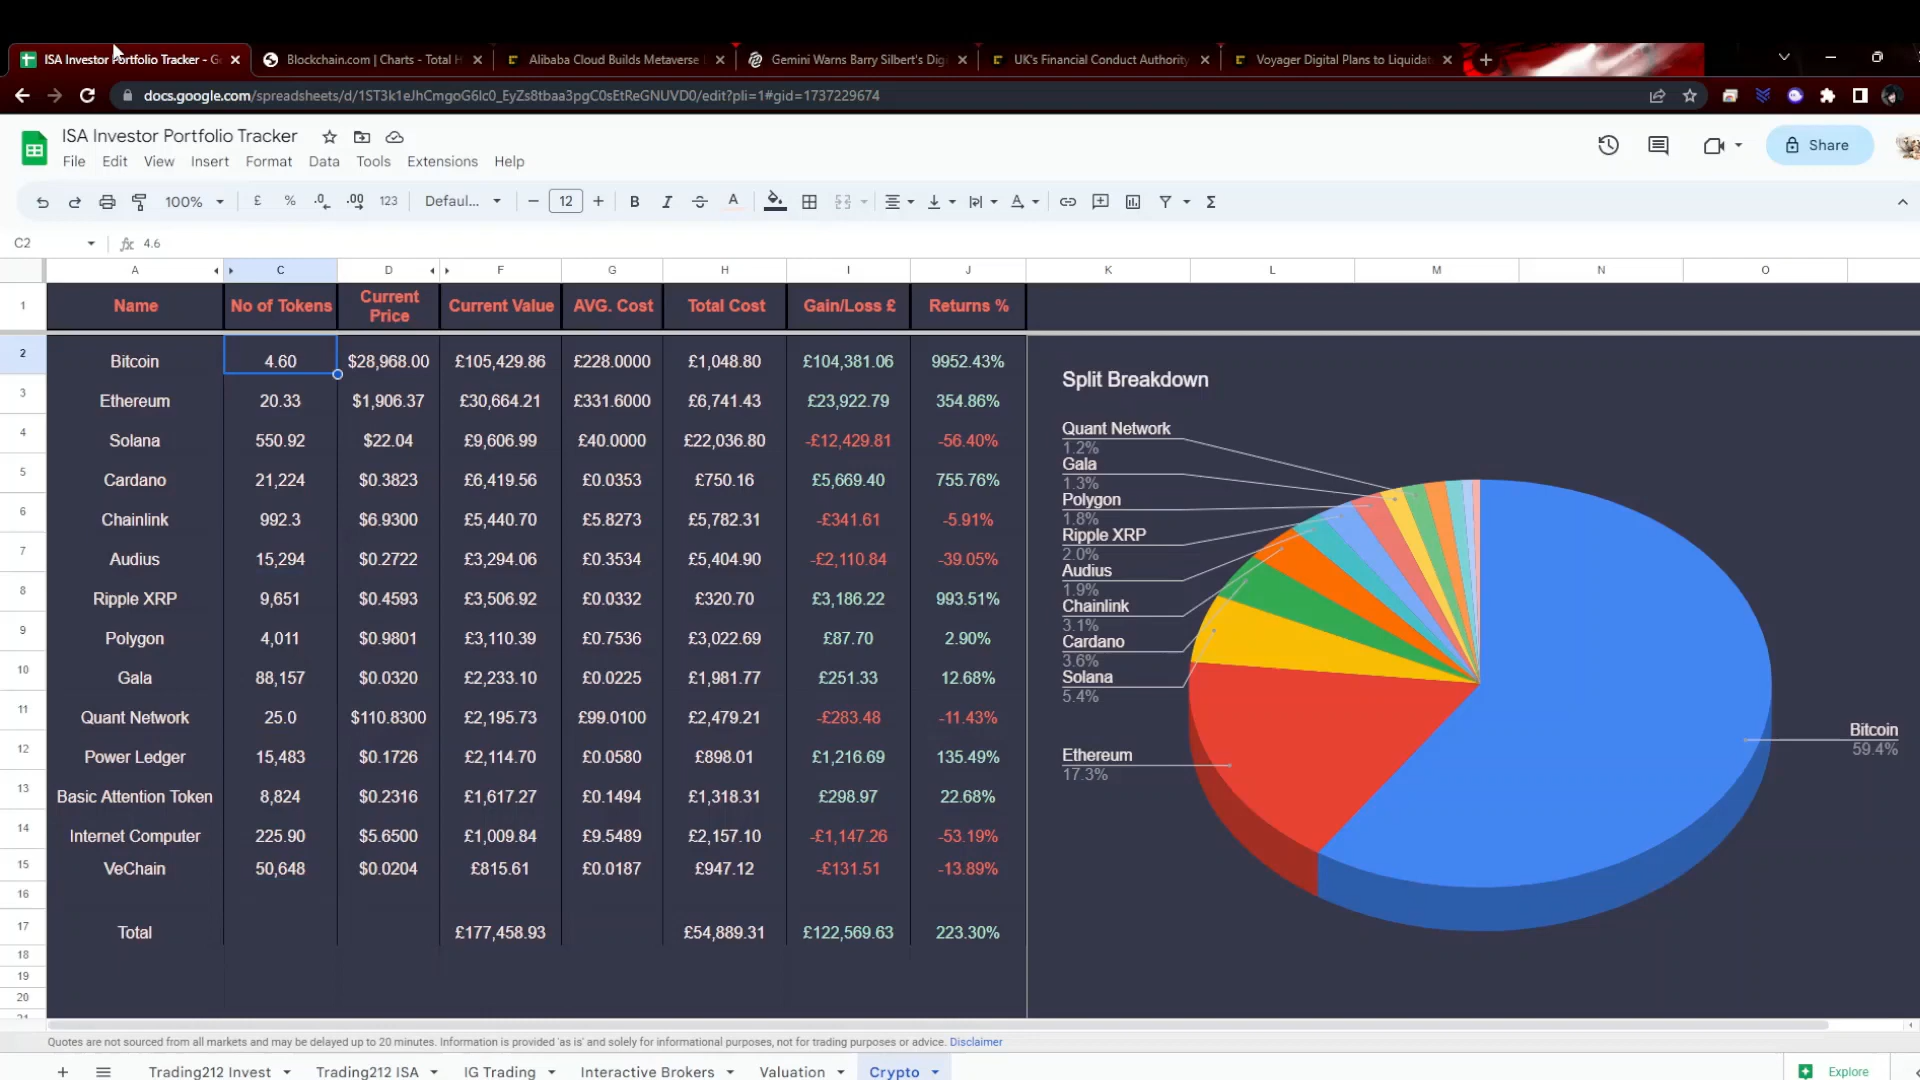 ISA Investor Portfolio Tracker - G
Blockchain.com | Charts - Total H
Alibaba Cloud Builds Metaverse
Gemini Warns Barry Silbert's Digi
UK's Financial Conduct Authority
Voyager Digital Plans to Liquidat
docs.google.com/spreadsheets/d/1ST3k1eJhCmgoG6lc0_EyZs8tbaa3pgC0sEtReGNUVD0/edit?pli=1#gid=1737229674
ISA Investor Portfolio Tracker
File Edit View Insert Format Data Tools Extensions Help
Share
100% £ % .0 .00 123 Defaul... 12 B I A
C2 fx 4.6
A C D F G H I J K L M N O
1 Name No of Tokens Current Price Current Value AVG. Cost Total Cost Gain/Loss £ Returns %
2 Bitcoin 4.60 $28,968.00 £105,429.86 £228.0000 £1,048.80 £104,381.06 9952.43%
3 Ethereum 20.33 $1,906.37 £30,664.21 £331.6000 £6,741.43 £23,922.79 354.86%
4 Solana 550.92 $22.04 £9,606.99 £40.0000 £22,036.80 -£12,429.81 -56.40%
5 Cardano 21,224 $0.3823 £6,419.56 £0.0353 £750.16 £5,669.40 755.76%
6 Chainlink 992.3 $6.9300 £5,440.70 £5.8273 £5,782.31 -£341.61 -5.91%
7 Audius 15,294 $0.2722 £3,294.06 £0.3534 £5,404.90 -£2,110.84 -39.05%
8 Ripple XRP 9,651 $0.4593 £3,506.92 £0.0332 £320.70 £3,186.22 993.51%
9 Polygon 4,011 $0.9801 £3,110.39 £0.7536 £3,022.69 £87.70 2.90%
10 Gala 88,157 $0.0320 £2,233.10 £0.0225 £1,981.77 £251.33 12.68%
11 Quant Network 25.0 $110.8300 £2,195.73 £99.0100 £2,479.21 -£283.48 -11.43%
12 Power Ledger 15,483 $0.1726 £2,114.70 £0.0580 £898.01 £1,216.69 135.49%
13 Basic Attention Token 8,824 $0.2316 £1,617.27 £0.1494 £1,318.31 £298.97 22.68%
14 Internet Computer 225.90 $5.6500 £1,009.84 £9.5489 £2,157.10 -£1,147.26 -53.19%
15 VeChain 50,648 $0.0204 £815.61 £0.0187 £947.12 -£131.51 -13.89%
16
17 Total £177,458.93 £54,889.31 £122,569.63 223.30%
18
19
20
Split Breakdown
Quant Network
1.2%
Gala
1.3%
Polygon
1.8%
Ripple XRP
2.0%
Audius
1.9%
Chainlink
3.1%
Cardano
3.6%
Solana
5.4%
Ethereum
17.3%
Bitcoin
59.4%
Quotes are not sourced from all markets and may be delayed up to 20 minutes. Information is provided 'as is' and solely for informational purposes, not for trading purposes or advice. Disclaimer
Trading212 Invest Trading212 ISA IG Trading Interactive Brokers Valuation Crypto Explore